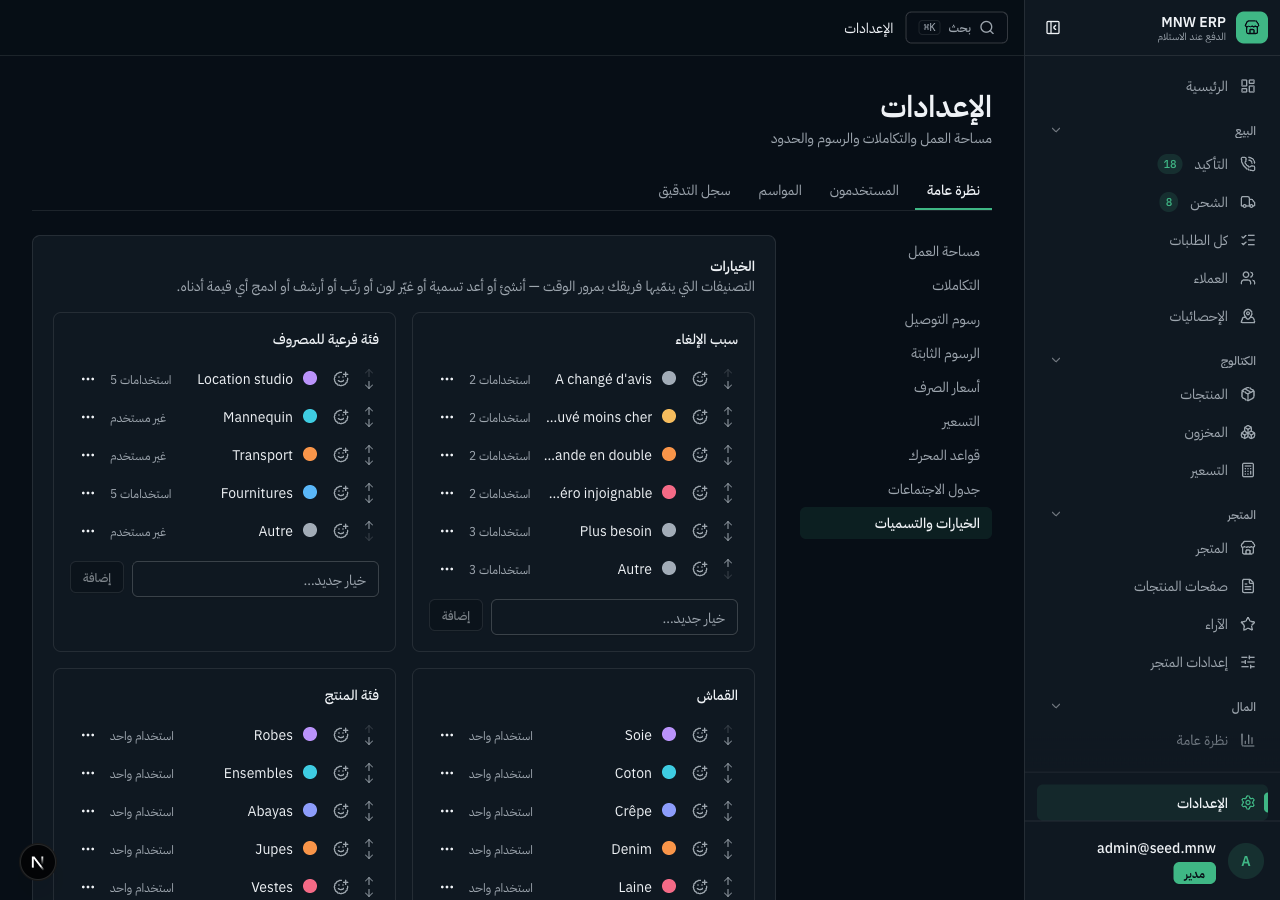 MNW ERP
الدفع عند الاستلام
الرئيسية
البيع
التأكيد 18
الشحن 8
كل الطلبات
العملاء
الإحصائيات
الكتالوج
المنتجات
المخزون
التسعير
المتجر
المتجر
صفحات المنتجات
الآراء
إعدادات المتجر
المال
نظرة عامة
الإعدادات
A
admin@seed.mnw
مدير
بحث ⌘K
الإعدادات
الإعدادات
مساحة العمل والتكاملات والرسوم والحدود
نظرة عامة
المستخدمون
المواسم
سجل التدقيق
مساحة العمل
التكاملات
رسوم التوصيل
الرسوم الثابتة
أسعار الصرف
التسعير
قواعد المحرك
جدول الاجتماعات
الخيارات والتسميات
الخيارات
التصنيفات التي ينمّيها فريقك بمرور الوقت — أنشئ أو أعد تسمية أو غيّر لون أو رتّب أو أرشف أو ادمج أي قيمة أدناه.
سبب الإلغاء
A changé d'avis استخدامات 2
...uvé moins cher استخدامات 2
...ande en double استخدامات 2
...éro injoignable استخدامات 2
Plus besoin استخدامات 3
Autre استخدامات 3
خيار جديد...
إضافة
فئة فرعية للمصروف
Location studio استخدامات 5
Mannequin غير مستخدم
Transport غير مستخدم
Fournitures استخدامات 5
Autre غير مستخدم
خيار جديد...
إضافة
القماش
Soie استخدام واحد
Coton استخدام واحد
Crêpe استخدام واحد
Denim استخدام واحد
Laine استخدام واحد
فئة المنتج
Robes استخدام واحد
Ensembles استخدام واحد
Abayas استخدام واحد
Jupes استخدام واحد
Vestes استخدام واحد
N